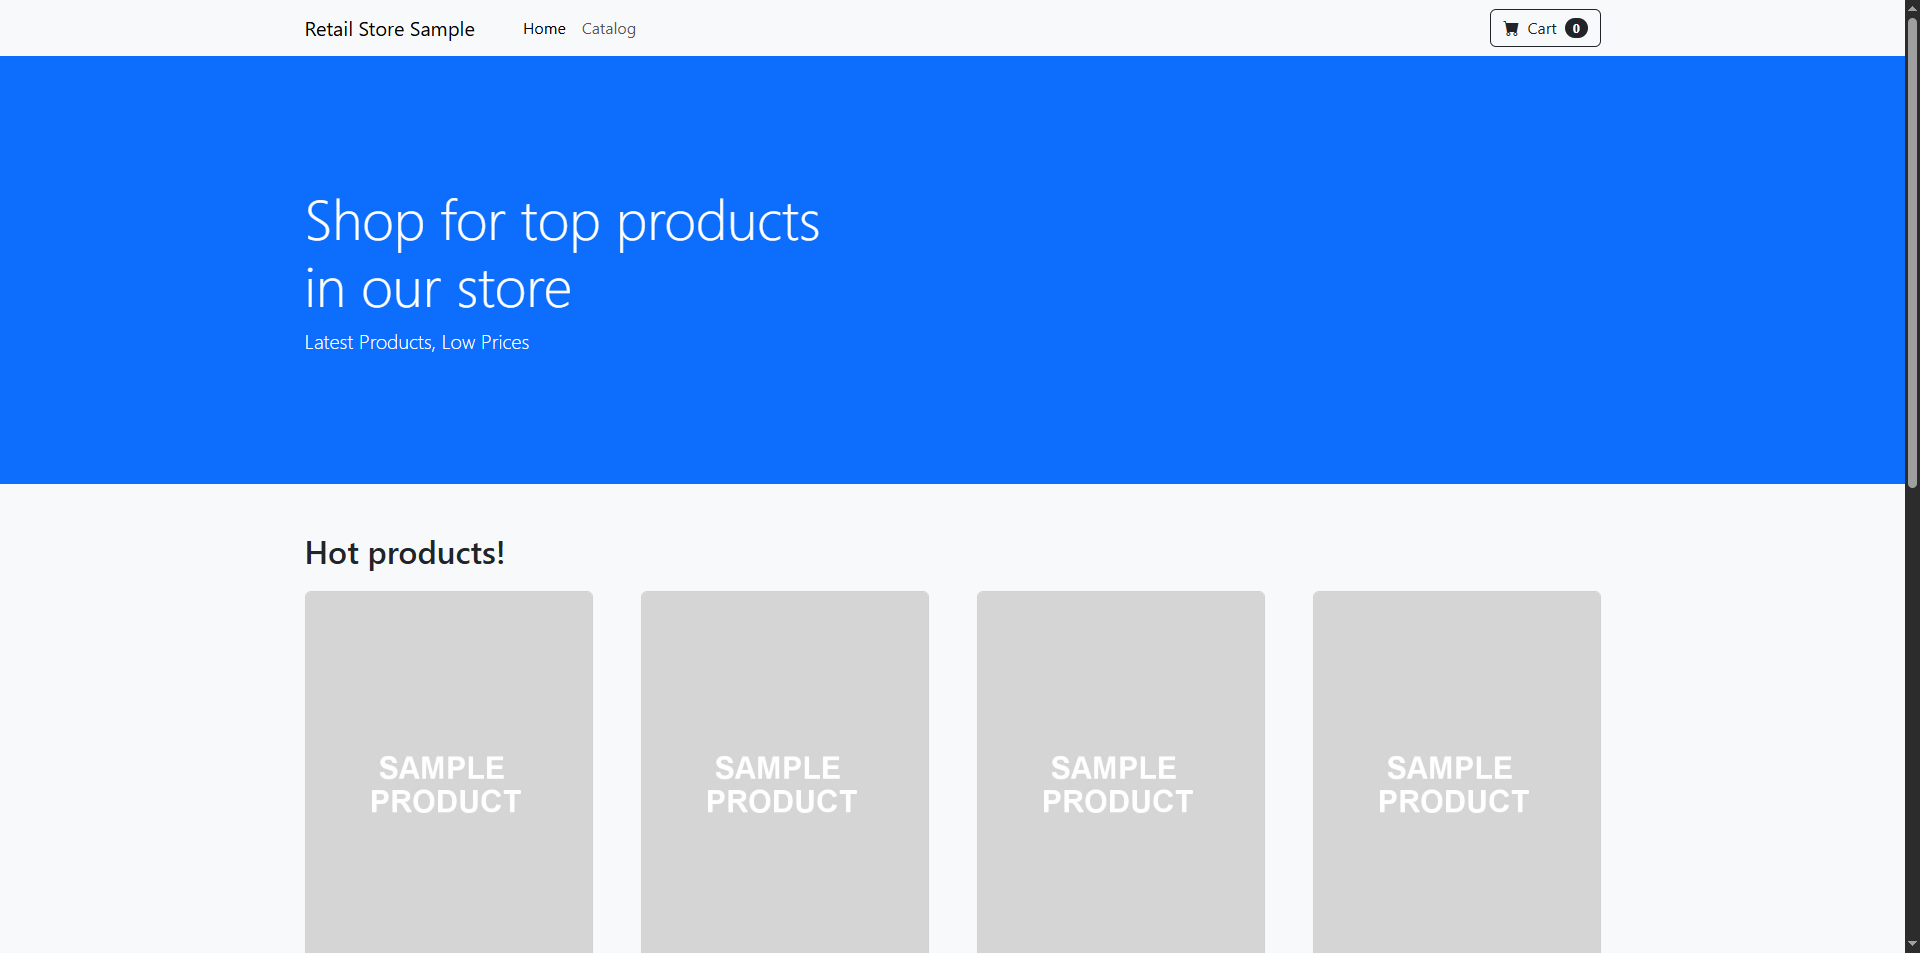 Retail Store Sample Home Catalog Cart 0
Shop for top products
in our store
Latest Products, Low Prices
Hot products!
SAMPLE
PRODUCT
SAMPLE
PRODUCT
SAMPLE
PRODUCT
SAMPLE
PRODUCT